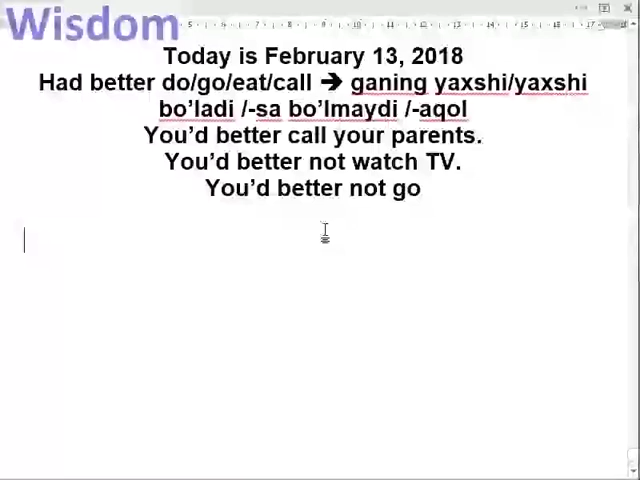 Wisdom
Today is February 13, 2018
Had better do/go/eat/call ➔ ganing yaxshi/yaxshi
bo’ladi /-sa bo’lmaydi /-aqol
You’d better call your parents.
You’d better not watch TV.
You’d better not go